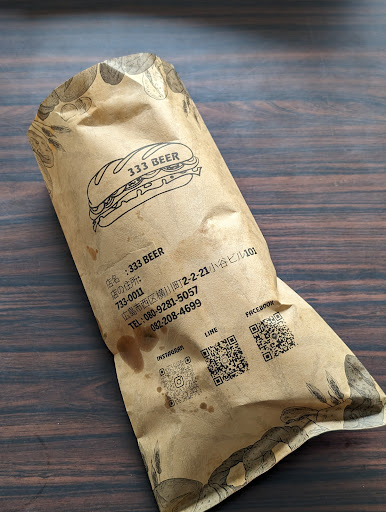 333 BEER
店名 : 333 BEER
店の住所:
733-0011
広島市西区横川町2-2-21小谷ビル101
TEL : 080-9281-5057
082-208-4699
INSTAGRAM
LINE
FACEBOOK